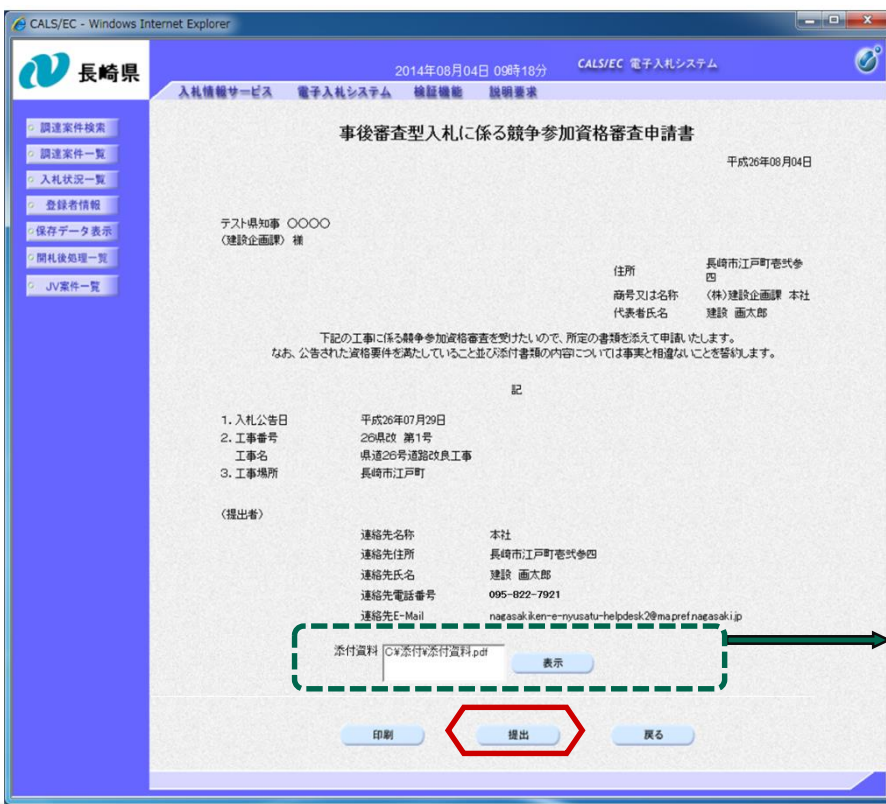 CALS/EC - Windows Internet Explorer
長崎県
2014年08月04日 09時18分
CALS/EC 電子入札システム
入札情報サービス 電子入札システム 検証機能 説明要求
調達案件検索
調達案件一覧
入札状況一覧
登録者情報
保存データ表示
開札後処理一覧
JV案件一覧
事後審査型入札に係る競争参加資格審査申請書
平成26年08月04日
テスト県知事 〇〇〇〇
(建設企画課) 様
住所 長崎市江戸町壱弐参
四
商号又は名称 (株)建設企画課 本社
代表者氏名 建設 画太郎
下記の工事に係る競争参加資格審査を受けたいので、所定の書類を添えて申請いたします。
なお、公告された資格要件を満たしていること並び添付書類の内容については事実と相違ないことを誓約します。
記
1. 入札公告日 平成26年07月29日
2. 工事番号 26県改 第1号
工事名 県道26号道路改良工事
3. 工事場所 長崎市江戸町
(提出者)
連絡先名称 本社
連絡先住所 長崎市江戸町壱弐参四
連絡先氏名 建設 画太郎
連絡先電話番号 095-822-7921
連絡先E-Mail nagasakiken-e-nyusatu-helpdesk2@ma.pref.nagasaki.jp
添付資料 C:¥添付¥添付資料.pdf 表示
印刷 提出 戻る